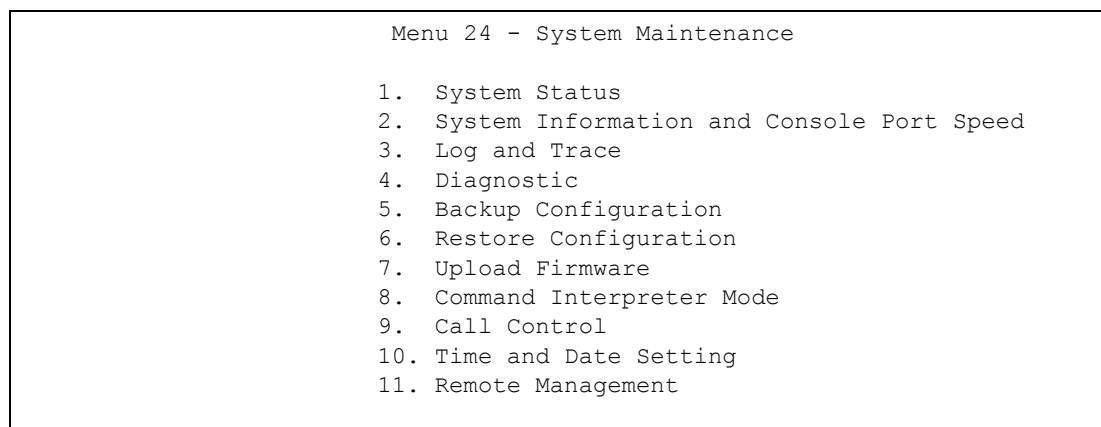 Menu 24 - System Maintenance
1. System Status
2. System Information and Console Port Speed
3. Log and Trace
4. Diagnostic
5. Backup Configuration
6. Restore Configuration
7. Upload Firmware
8. Command Interpreter Mode
9. Call Control
10. Time and Date Setting
11. Remote Management